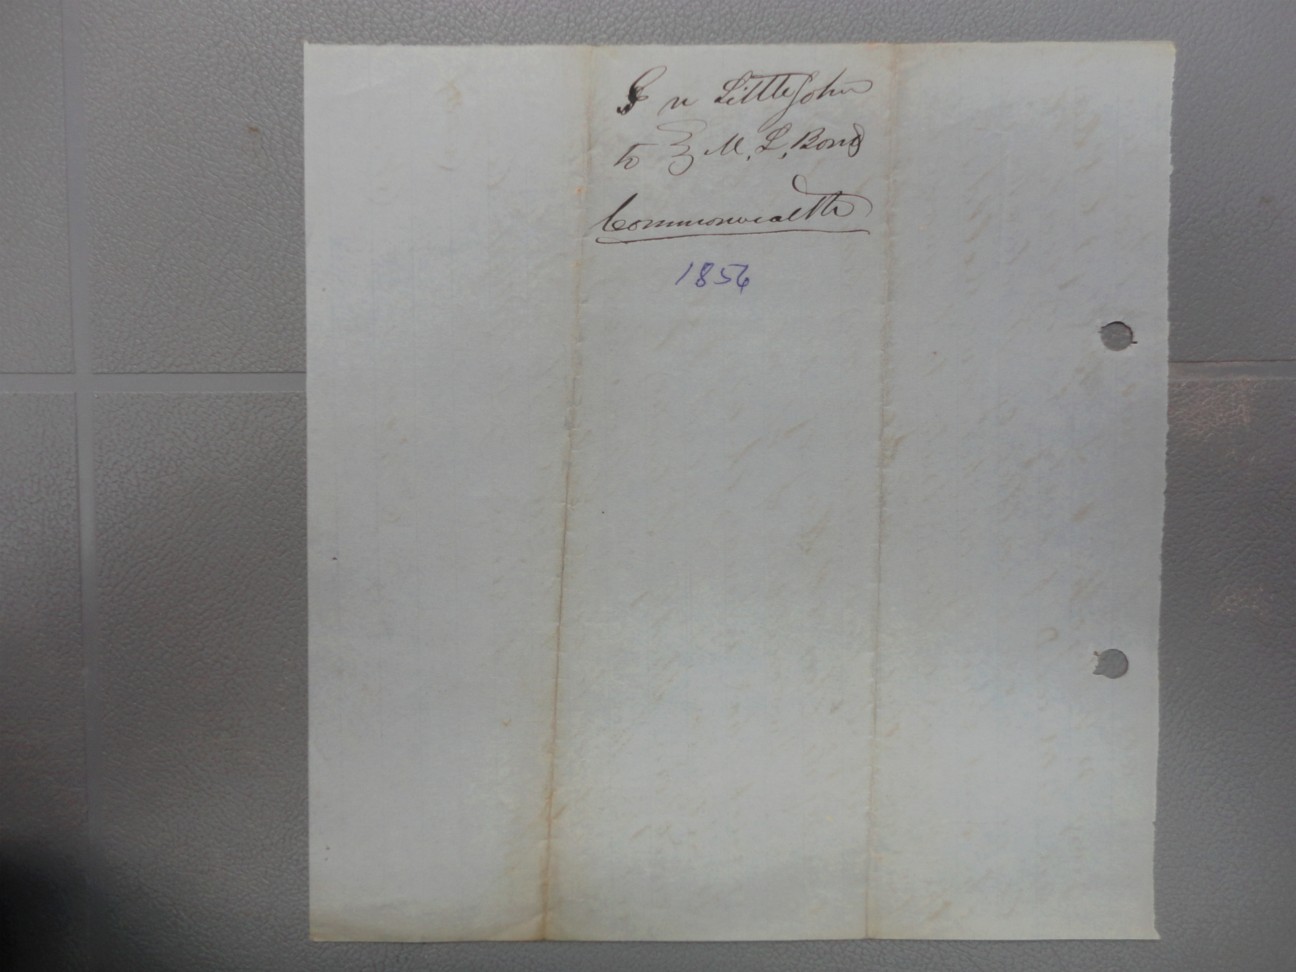 J n Littlejohn
to } M. L. Bond
Commonwealth
1856